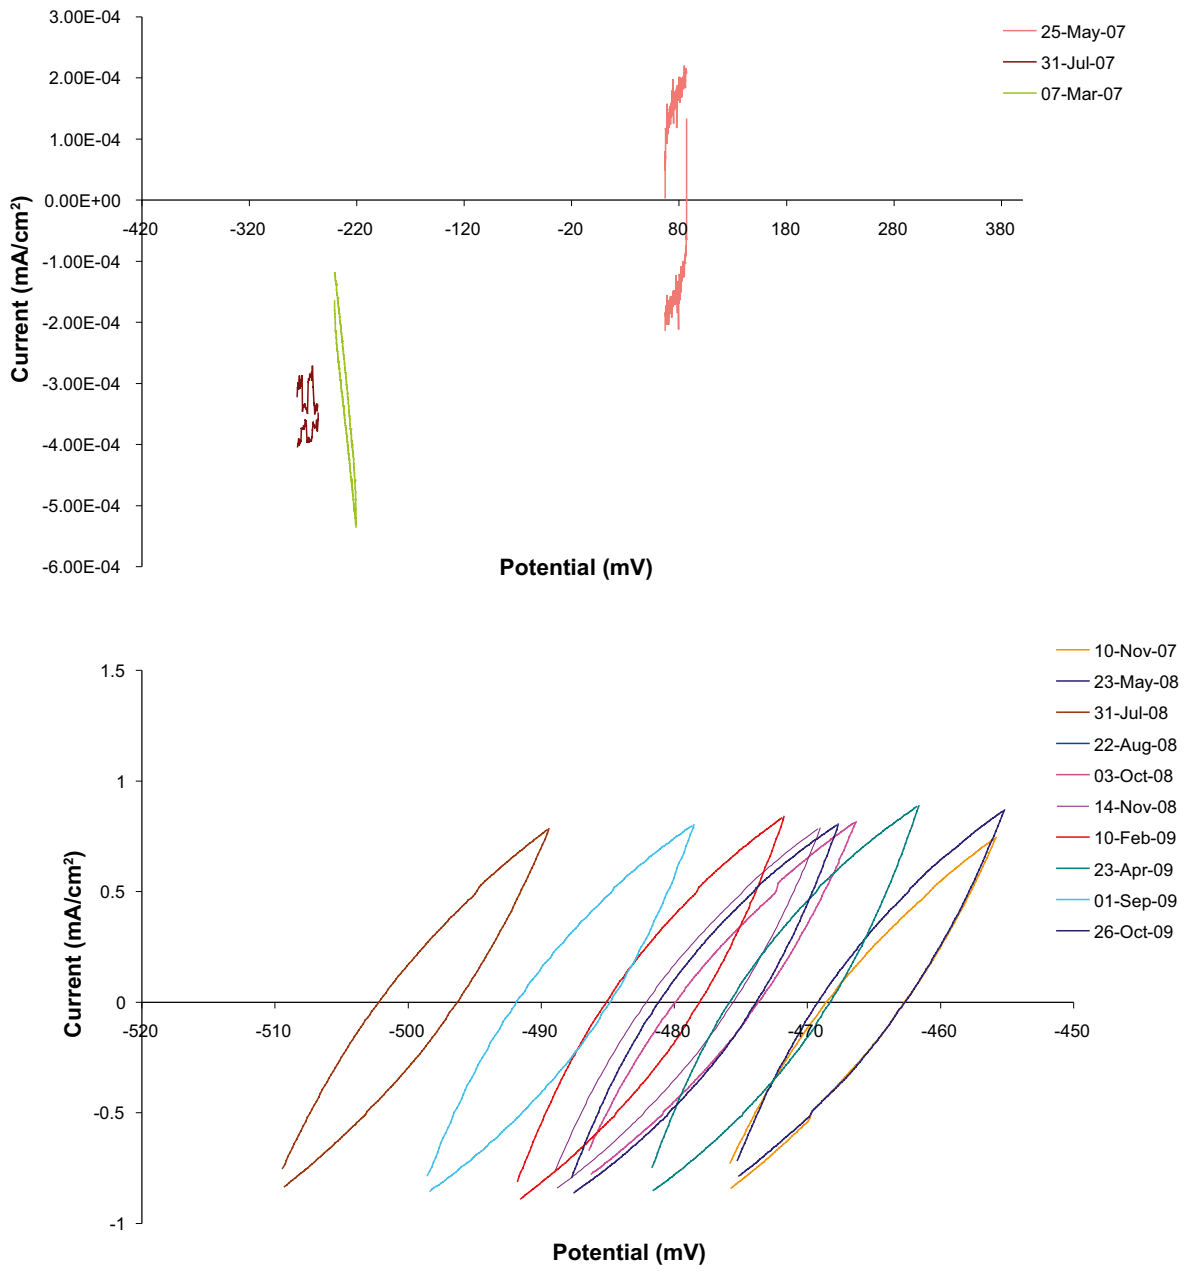 3.00E-04
2.00E-04
1.00E-04
0.00E+00
-1.00E-04
-2.00E-04
-3.00E-04
-4.00E-04
-5.00E-04
-6.00E-04
Current (mA/cm²)
-420 -320 -220 -120 -20 80 180 280 380
Potential (mV)
25-May-07
31-Jul-07
07-Mar-07
1.5
1
0.5
0
-0.5
-1
Current (mA/cm²)
-520 -510 -500 -490 -480 -470 -460 -450
Potential (mV)
10-Nov-07
23-May-08
31-Jul-08
22-Aug-08
03-Oct-08
14-Nov-08
10-Feb-09
23-Apr-09
01-Sep-09
26-Oct-09